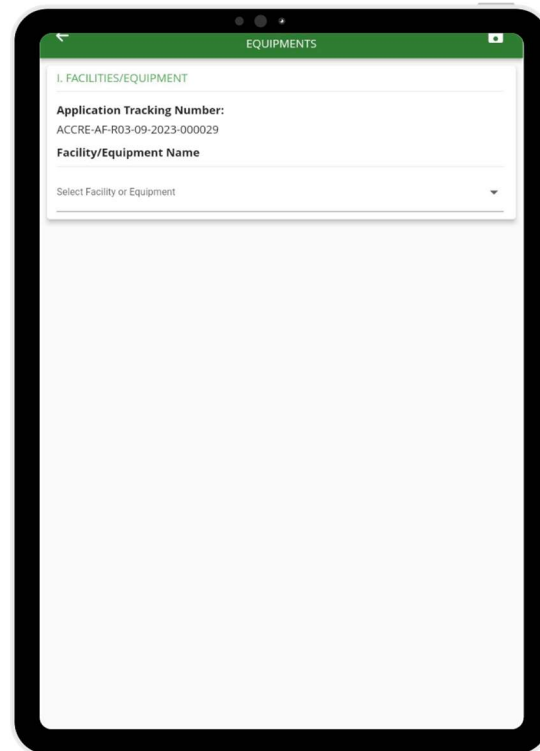 EQUIPMENTS
I. FACILITIES/EQUIPMENT
Application Tracking Number:
ACCRE-AF-R03-09-2023-000029
Facility/Equipment Name
Select Facility or Equipment